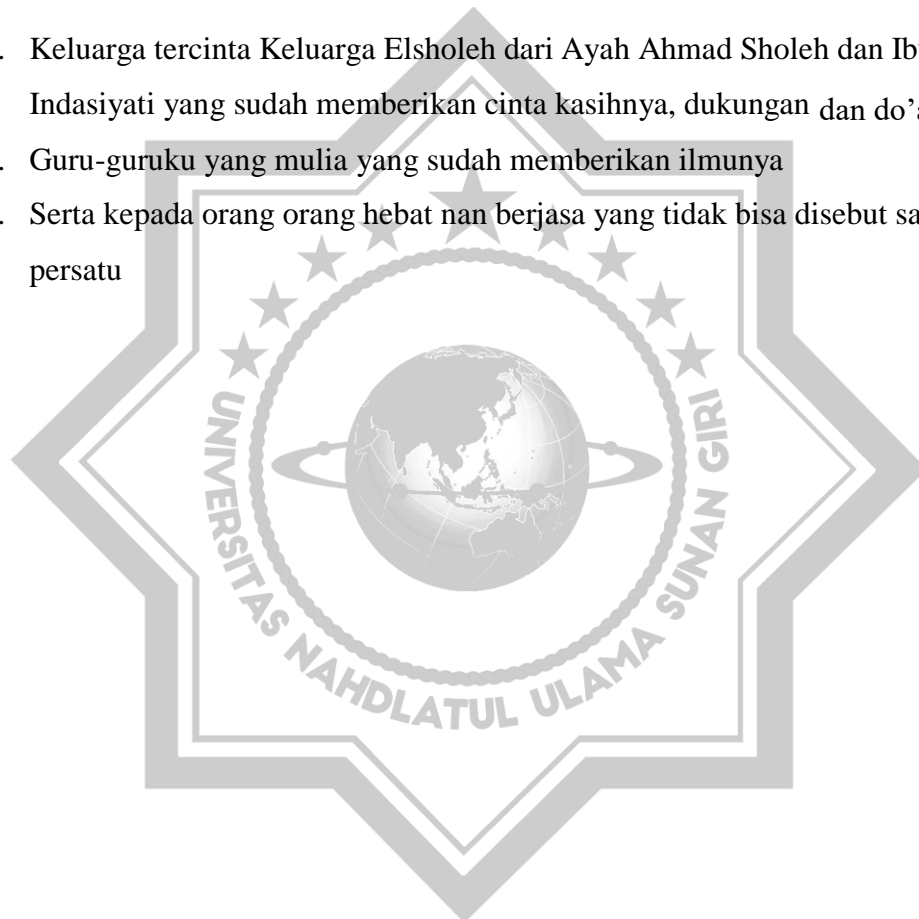 . Keluarga tercinta Keluarga Elsholeh dari Ayah Ahmad Sholeh dan Ib
Indasiyati yang sudah memberikan cinta kasihnya, dukungan dan do’a
. Guru-guruku yang mulia yang sudah memberikan ilmunya
. Serta kepada orang orang hebat nan berjasa yang tidak bisa disebut sa
persatu
UNIVERSITAS NAHDLATUL ULAMA SUNAN GIRI